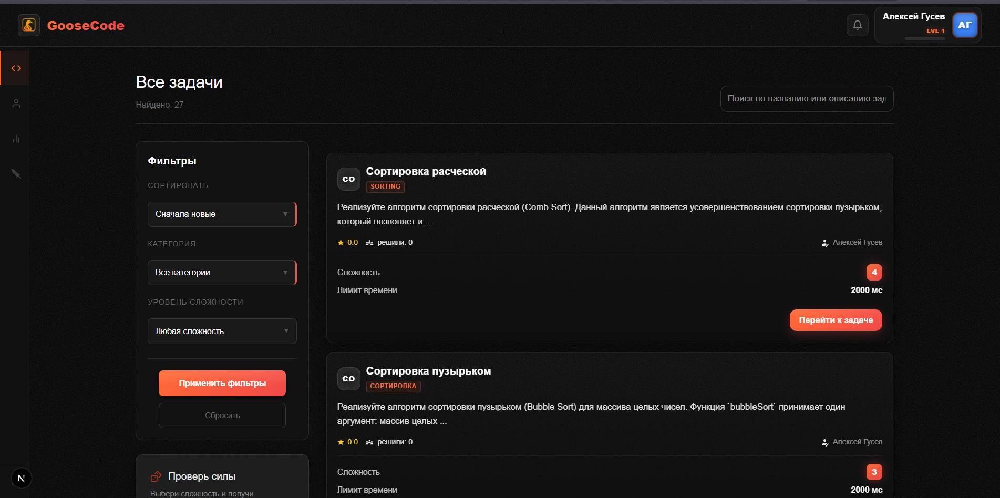 GooseCode
Алексей Гусев
LVL 1
АГ
Все задачи
Найдено: 27
Поиск по названию или описанию зад
Фильтры
СОРТИРОВАТЬ
Сначала новые
КАТЕГОРИЯ
Все категории
УРОВЕНЬ СЛОЖНОСТИ
Любая сложность
Применить фильтры
Сбросить
Проверь силы
Выбери сложность и получи
СО
Сортировка расческой
SORTING
Реализуйте алгоритм сортировки расческой (Comb Sort). Данный алгоритм является усовершенствованием сортировки пузырьком,
который позволяет и...
0.0 решили: 0
Алексей Гусев
Сложность 4
Лимит времени 2000 мс
Перейти к задаче
СО
Сортировка пузырьком
СОРТИРОВКА
Реализуйте алгоритм сортировки пузырьком (Bubble Sort) для массива целых чисел. Функция `bubbleSort` принимает один
аргумент: массив целых ...
0.0 решили: 0
Алексей Гусев
Сложность 3
Лимит времени 2000 мс
N